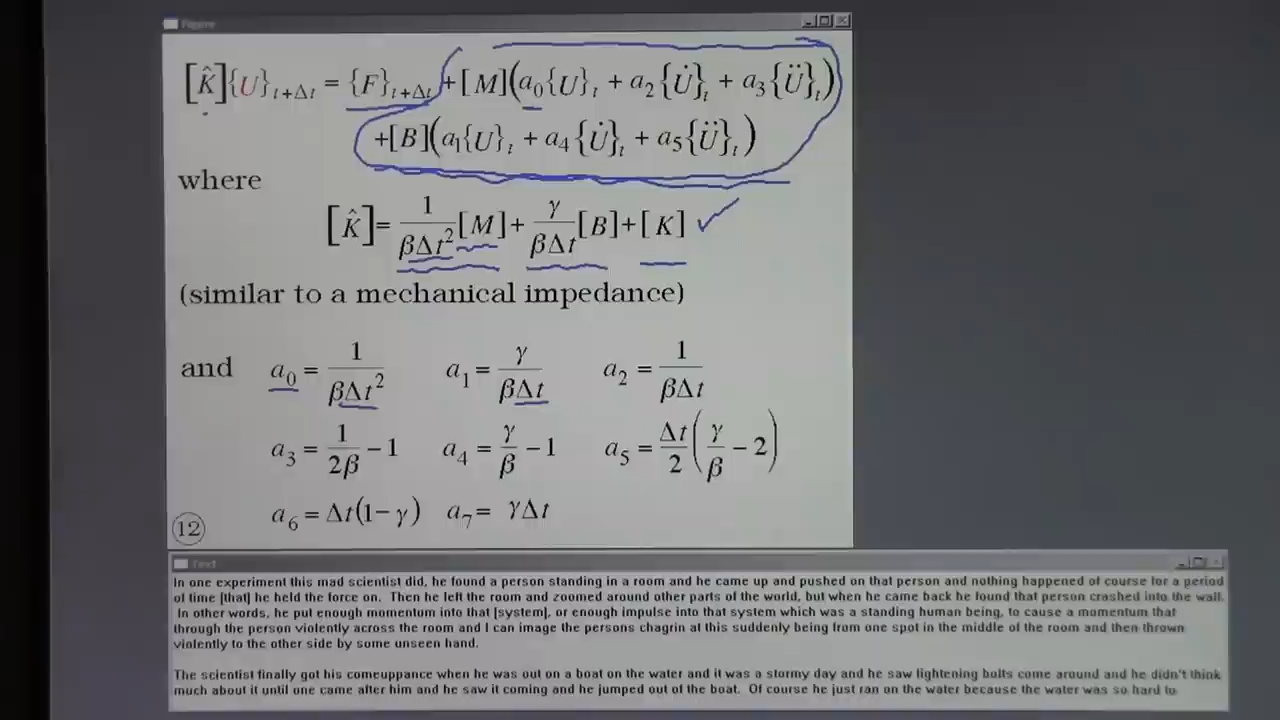 Figure
[K̂]{U}ₜ₊Δₜ = {F}ₜ₊Δₜ +[M](a₀{U}ₜ + a₂{U̇}ₜ + a₃{Ü}ₜ)
+[B](a₁{U}ₜ + a₄{U̇}ₜ + a₅{Ü}ₜ)
where
[K̂]= 1/βΔt² [M]+ γ/βΔt [B]+[K] ✓
(similar to a mechanical impedance)
and a₀ = 1/βΔt² a₁ = γ/βΔt a₂ = 1/βΔt
a₃ = 1/2β −1 a₄ = γ/β −1 a₅ = Δt/2 (γ/β − 2)
a₆ = Δt(1− γ) a₇ = γΔt
12
Text
In one experiment this mad scientist did, he found a person standing in a room and he came up and pushed on that person and nothing happened of course for a period
of time [that] he held the force on. Then he left the room and zoomed around other parts of the world, but when he came back he found that person crashed into the wall.
In other words, he put enough momentum into that [system], or enough impulse into that system which was a standing human being, to cause a momentum that
through the person violently across the room and I can image the persons chagrin at this suddenly being from one spot in the middle of the room and then thrown
violently to the other side by some unseen hand.
The scientist finally got his comeuppance when he was out on a boat on the water and it was a stormy day and he saw lightening bolts come around and he didn't think
much about it until one came after him and he saw it coming and he jumped out of the boat. Of course he just ran on the water because the water was so hard to